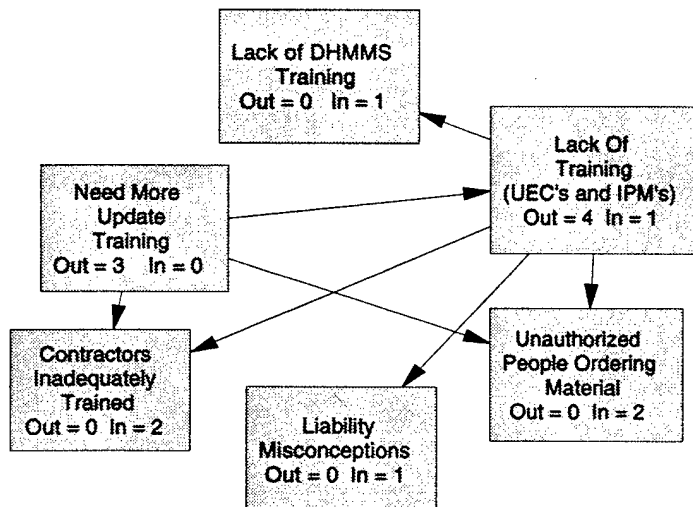 Lack of DHMMS
Training
Out = 0 In = 1
Lack Of
Training
(UEC's and IPM's)
Out = 4 In = 1
Need More
Update
Training
Out = 3 In = 0
Contractors
Inadequately
Trained
Out = 0 In = 2
Liability
Misconceptions
Out = 0 In = 1
Unauthorized
People Ordering
Material
Out = 0 In = 2